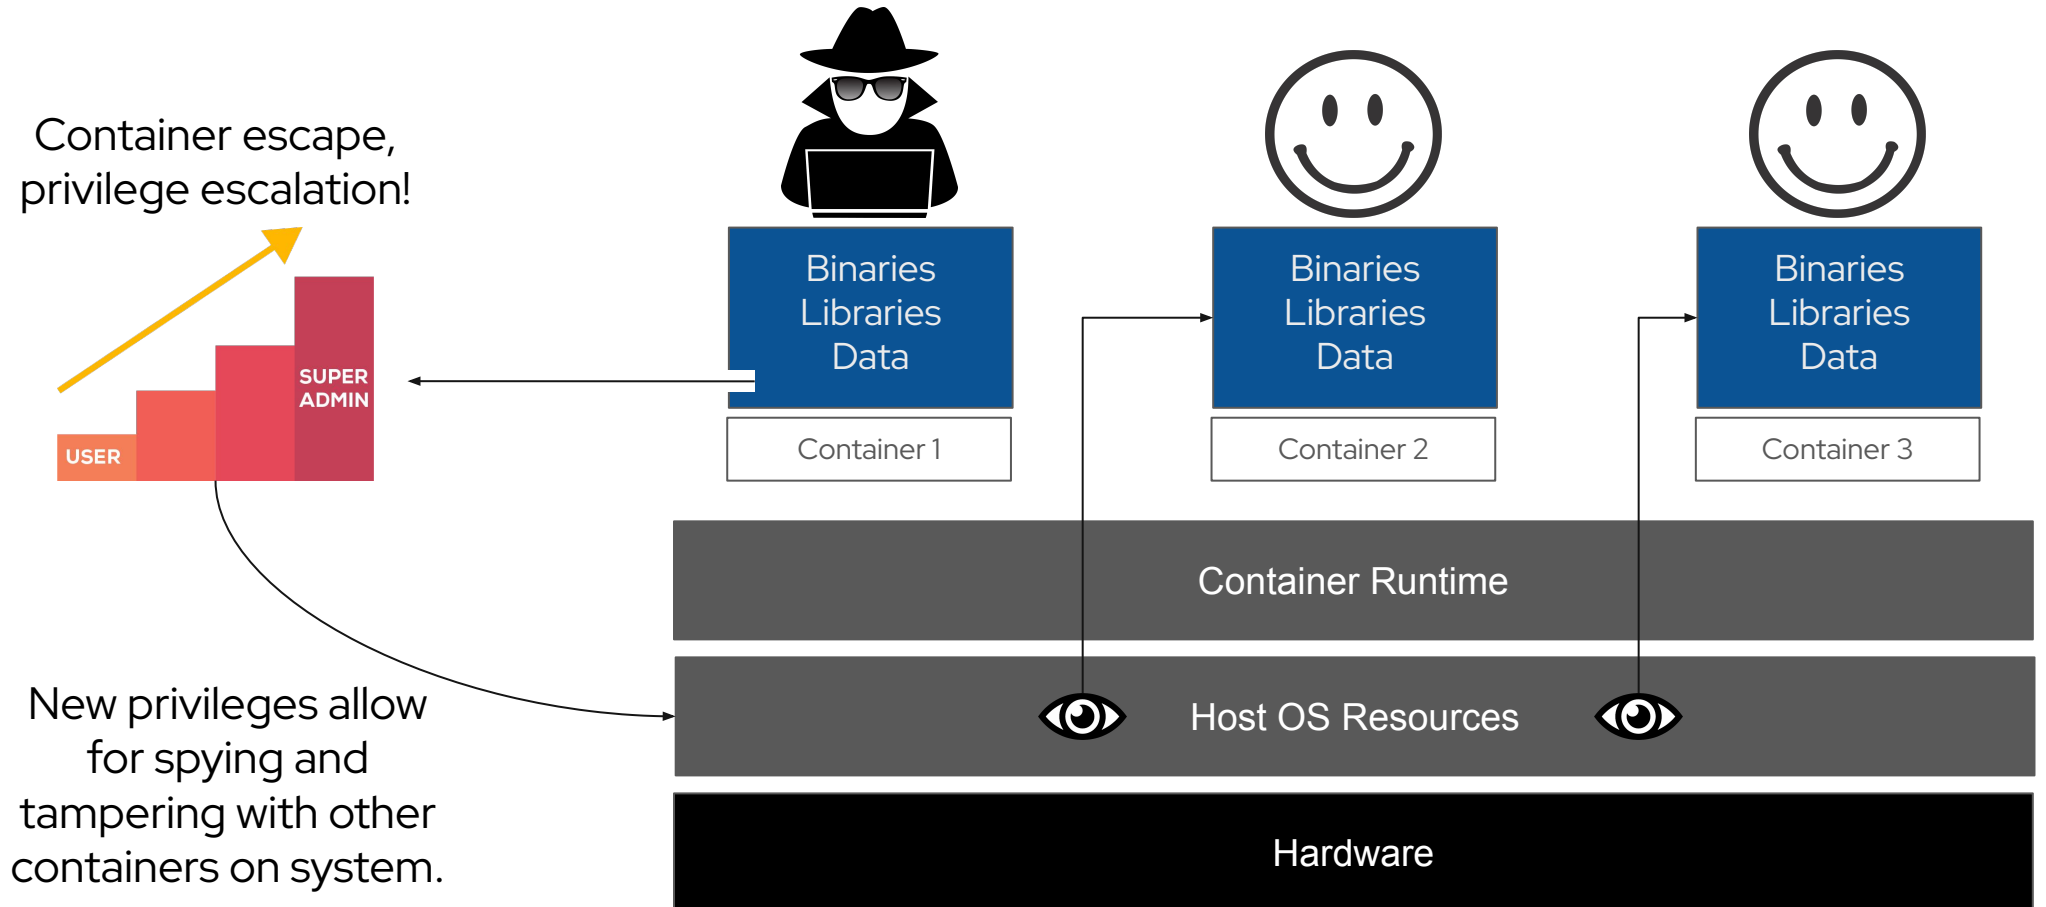 Container escape,
privilege escalation!
SUPER
ADMIN
USER
New privileges allow
for spying and
tampering with other
containers on system.
Binaries
Libraries
Data
Container 1
Binaries
Libraries
Data
Container 2
Binaries
Libraries
Data
Container 3
Container Runtime
Host OS Resources
Hardware